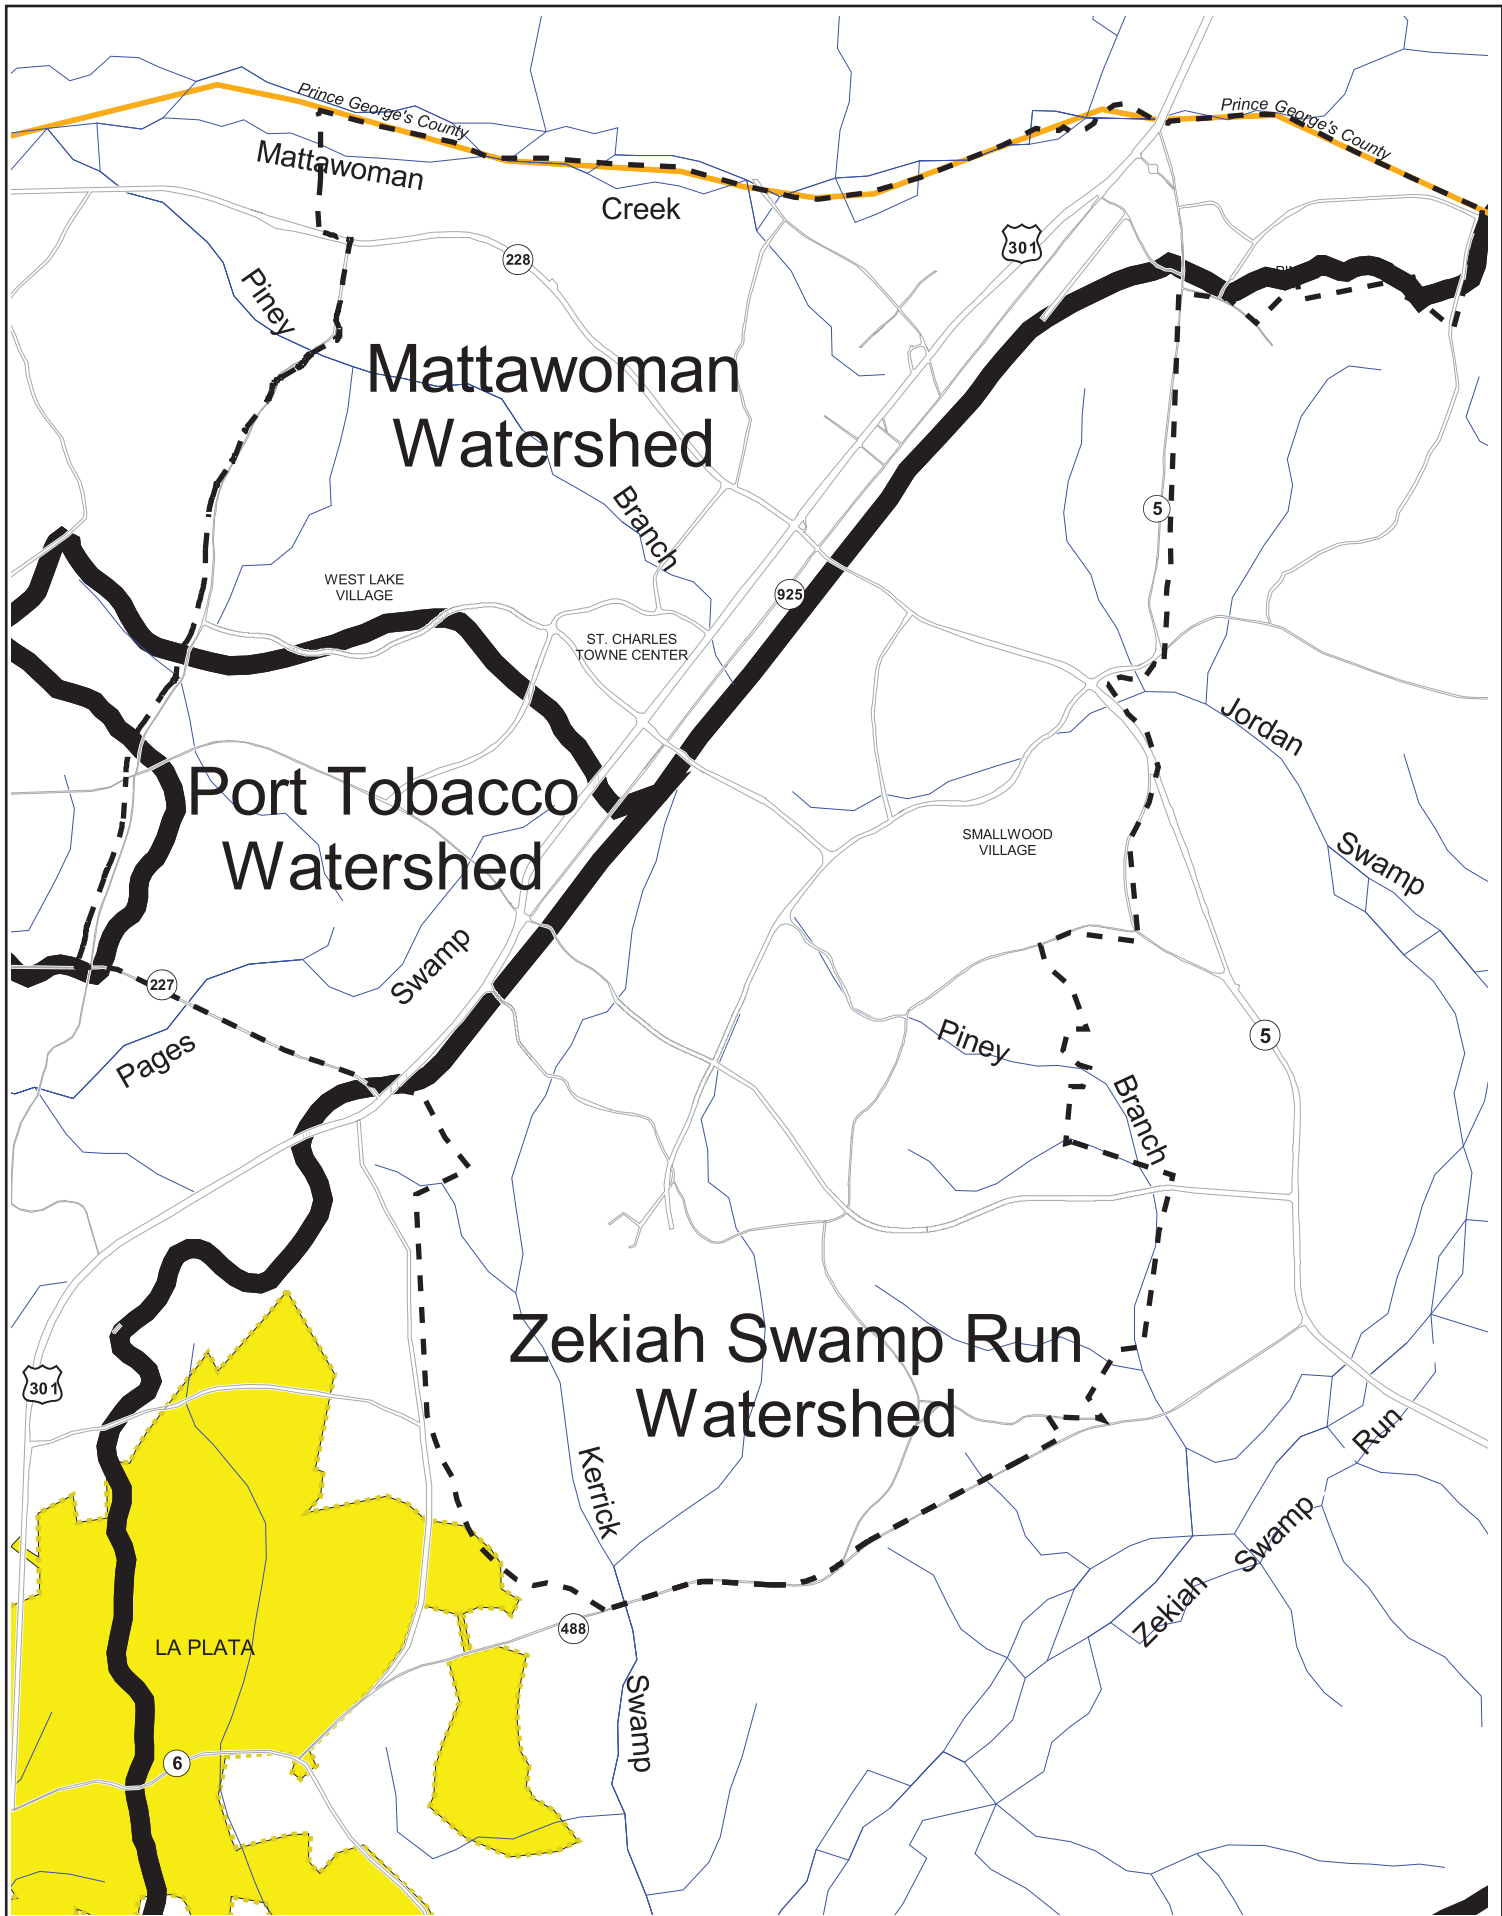 Prince George's County
Prince George's County
Mattawoman
Creek
301
228
Piney
Mattawoman
Watershed
Branch
5
WEST LAKE
VILLAGE
925
ST. CHARLES
TOWNE CENTER
Jordan
Swamp
Port Tobacco
Watershed
SMALLWOOD
VILLAGE
Swamp
227
Pages
Piney
Branch
5
Zekiah Swamp Run
Watershed
301
Kerrick
Swamp
Run
Swamp
Zekiah
488
LA PLATA
6